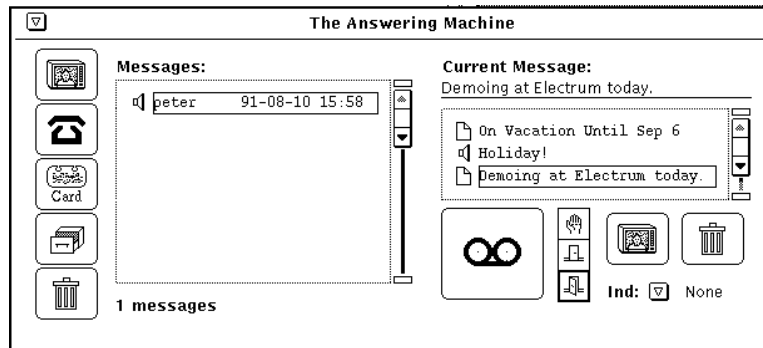 The Answering Machine
Messages:
peter 91-08-10 15:58
Card
1 messages
Current Message:
Demoing at Electrum today.
On Vacation Until Sep 6
Holiday!
Demoing at Electrum today.
Ind: None